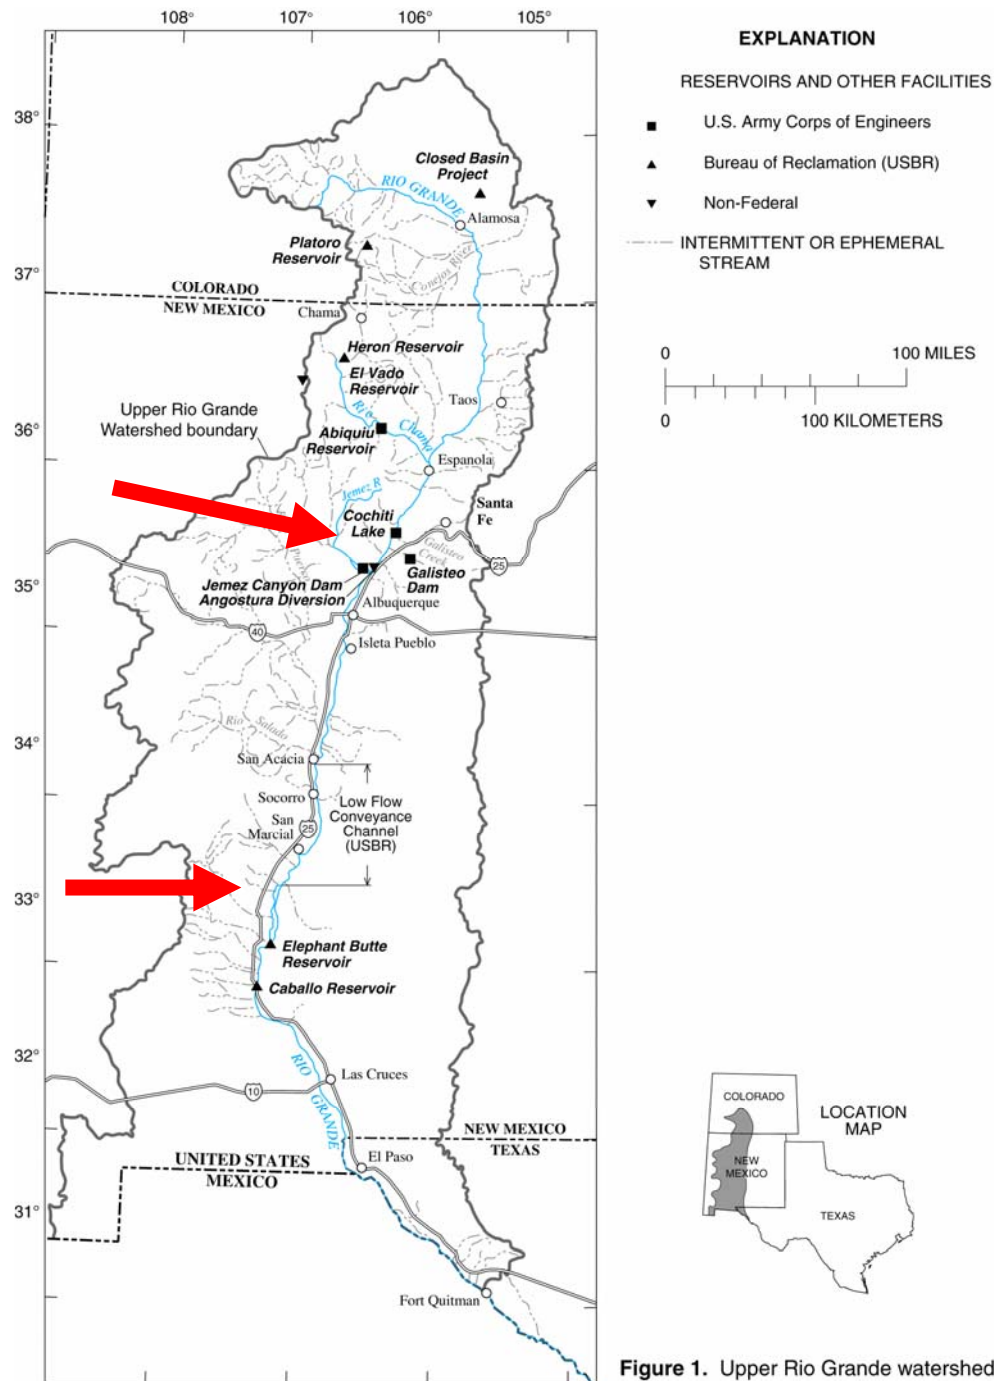 108° 107° 106° 105°
EXPLANATION
RESERVOIRS AND OTHER FACILITIES
U.S. Army Corps of Engineers
Bureau of Reclamation (USBR)
Non-Federal
INTERMITTENT OR EPHEMERAL
STREAM
0 100 MILES
0 100 KILOMETERS
38°
Closed Basin
Project
RIO GRANDE
Alamosa
Platoro
Reservoir
Conejos River
37°
COLORADO
NEW MEXICO
Chama
Heron Reservoir
El Vado
Reservoir
Taos
Rio Chama
Upper Rio Grande
Watershed boundary
36°
Abiquiu
Reservoir
Espanola
Jemez R
Santa
Fe
Cochiti
Lake
Galisteo
Creek
25
Puerco
35°
Jemez Canyon Dam
Angostura Diversion
Galisteo
Dam
Albuquerque
40
Isleta Pueblo
Rio Salado
34°
San Acacia
Socorro
San
Marcial
25
Low Flow
Conveyance
Channel
(USBR)
33°
Elephant Butte
Reservoir
Caballo Reservoir
32°
RIO GRANDE
Las Cruces
10
NEW MEXICO
TEXAS
El Paso
UNITED STATES
MEXICO
31°
Fort Quitman
COLORADO
LOCATION
MAP
NEW
MEXICO
TEXAS
Figure 1. Upper Rio Grande watershed